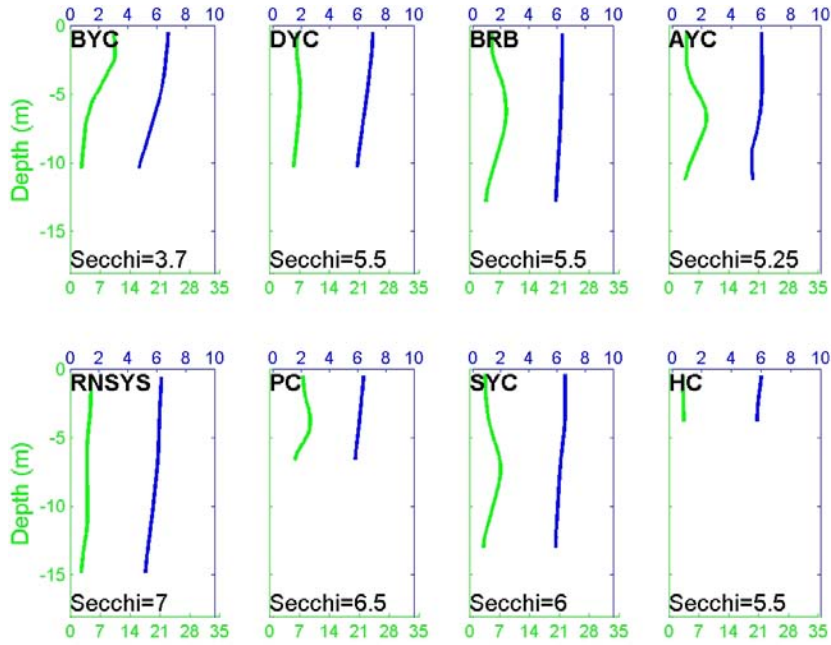 0 2 4 6 8 10 0 2 4 6 8 10 0 2 4 6 8 10 0 2 4 6 8 10
0 BYC DYC BRB AYC
-5
Depth (m)
-10
-15
Secchi=3.7 Secchi=5.5 Secchi=5.5 Secchi=5.25
0 7 14 21 28 35 0 7 14 21 28 35 0 7 14 21 28 35 0 7 14 21 28 35
0 2 4 6 8 10 0 2 4 6 8 10 0 2 4 6 8 10 0 2 4 6 8 10
0 RNSYS PC SYC HC
-5
Depth (m)
-10
-15
Secchi=7 Secchi=6.5 Secchi=6 Secchi=5.5
0 7 14 21 28 35 0 7 14 21 28 35 0 7 14 21 28 35 0 7 14 21 28 35